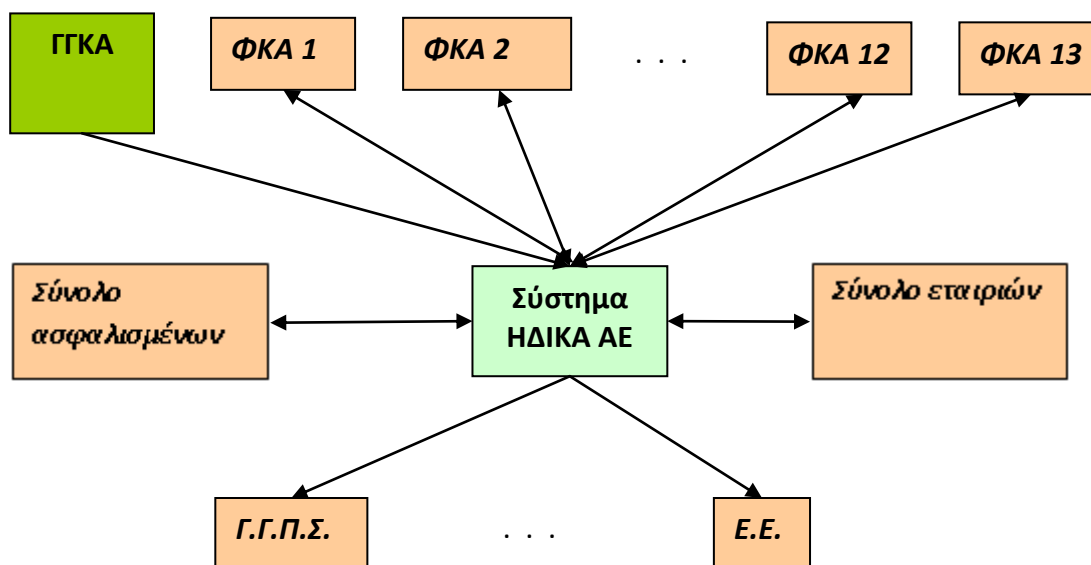 ΓΓΚΑ
ΦΚΑ 1
ΦΚΑ 2
. . .
ΦΚΑ 12
ΦΚΑ 13
Σύνολο
ασφαλισμένων
Σύστημα
ΗΔΙΚΑ ΑΕ
Σύνολο εταιριών
Γ.Γ.Π.Σ.
. . .
Ε.Ε.